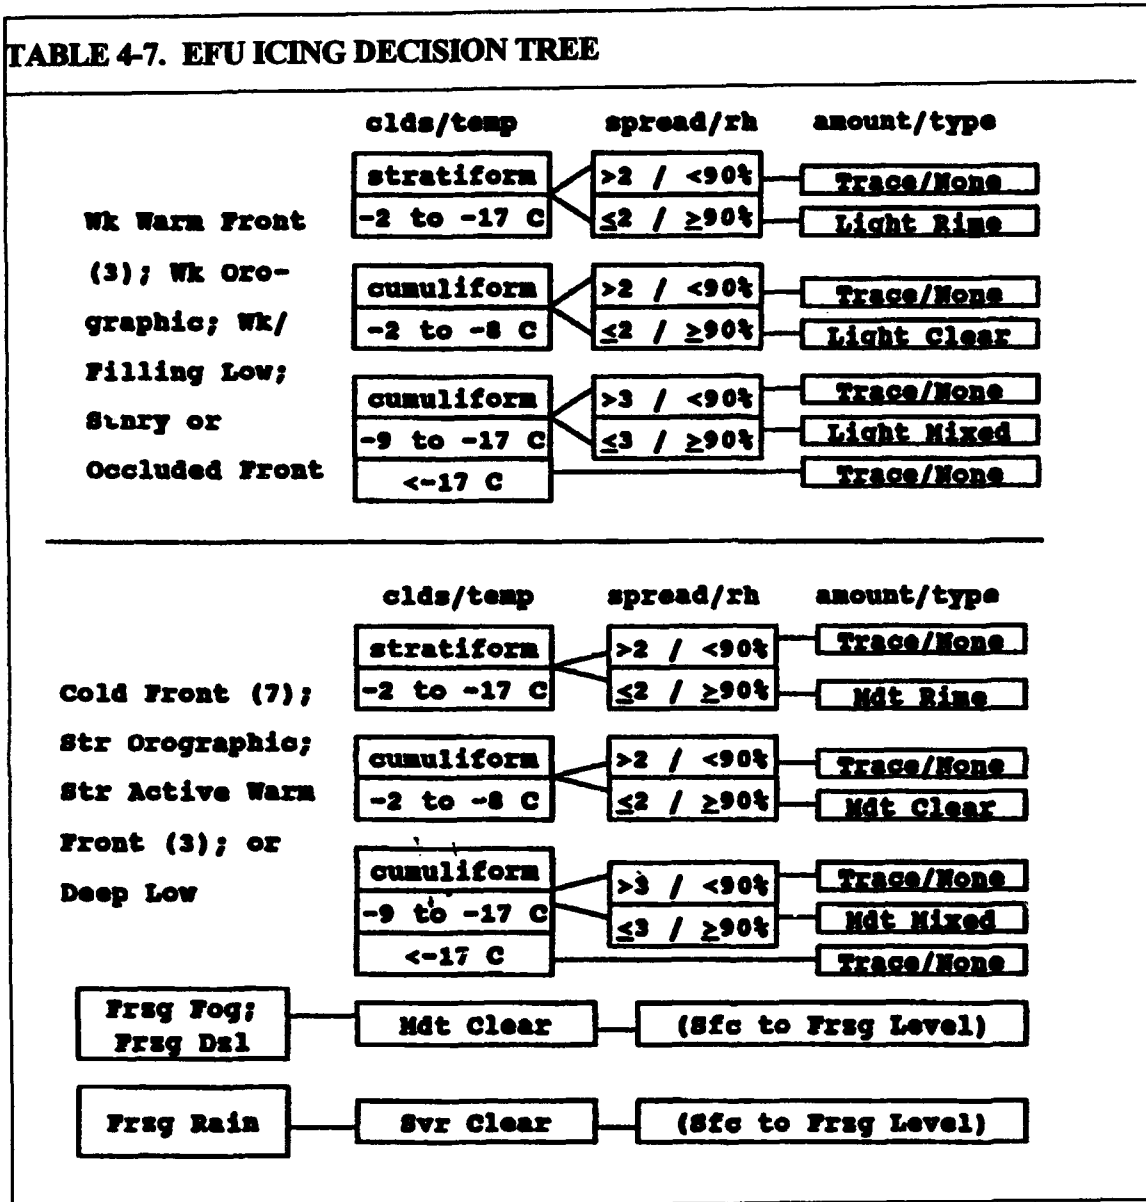 TABLE 4-7. EFU ICING DECISION TREE
clds/temp spread/rh amount/type
Wk Warm Front
(3); Wk Oro-
graphic; Wk/
Filling Low;
Stnry or
Occluded Front
stratiform
-2 to -17 C
>2 / <90%
≤2 / ≥90%
Trace/None
Light Rime
cumuliform
-2 to -8 C
>2 / <90%
≤2 / ≥90%
Trace/None
Light Clear
cumuliform
-9 to -17 C
<-17 C
>3 / <90%
≤3 / ≥90%
Trace/None
Light Mixed
Trace/None
clds/temp spread/rh amount/type
Cold Front (7);
Str Orographic;
Str Active Warm
Front (3); or
Deep Low
stratiform
-2 to -17 C
>2 / <90%
≤2 / ≥90%
Trace/None
Mdt Rime
cumuliform
-2 to -8 C
>2 / <90%
≤2 / ≥90%
Trace/None
Mdt Clear
cumuliform
-9 to -17 C
<-17 C
>3 / <90%
≤3 / ≥90%
Trace/None
Mdt Mixed
Trace/None
Frzg Fog;
Frzg Dzl
Mdt Clear
(Sfc to Frzg Level)
Frzg Rain
Svr Clear
(Sfc to Frzg Level)